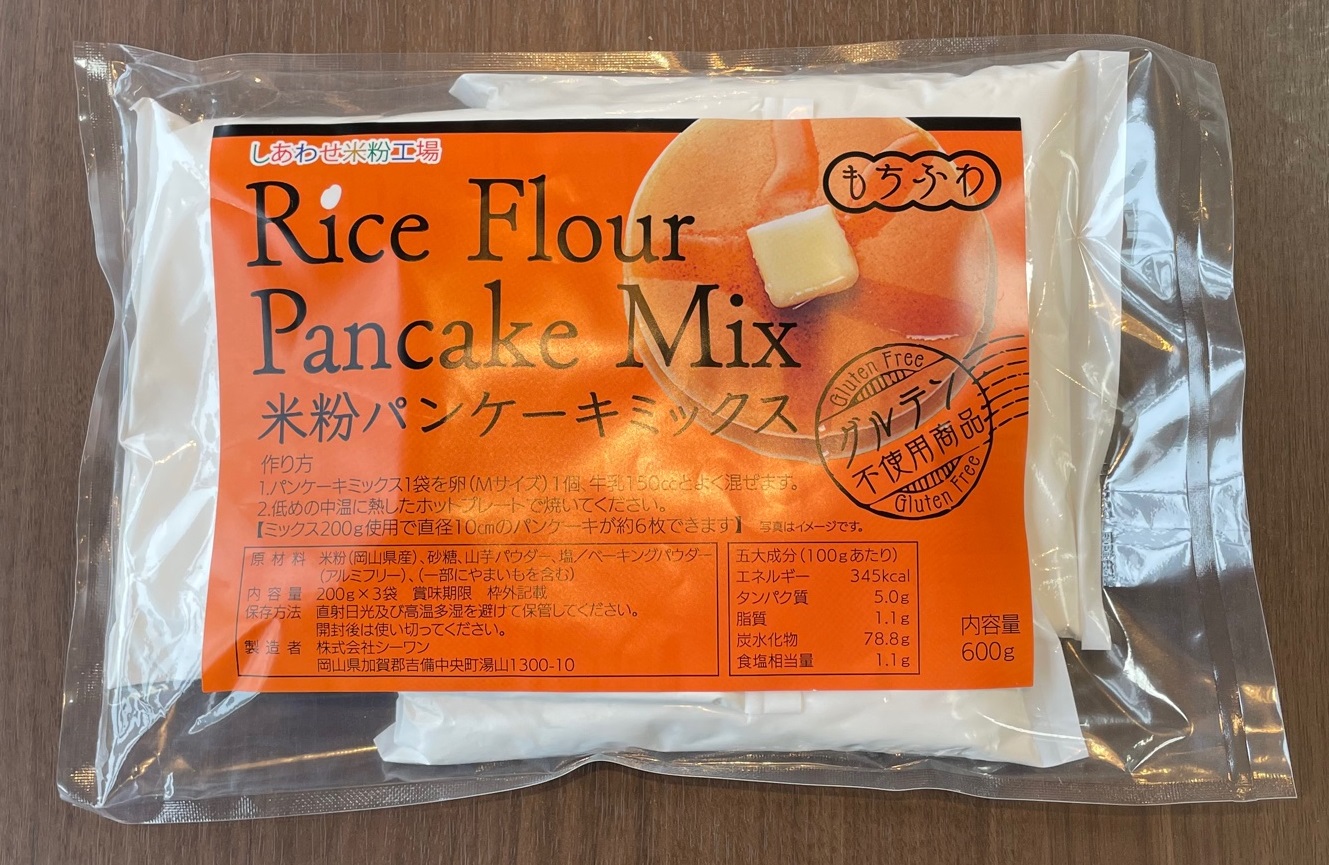 しあわせ米粉工場
もちふわ
Rice Flour
Pancake Mix
米粉パンケーキミックス
Gluten Free
グルテン
不使用商品
Gluten Free
作り方
1.パンケーキミックス1袋を卵(Mサイズ)1個、牛乳150ccとよく混ぜます。
2.低めの中温に熱したホットプレートで焼いてください。
【ミックス200g使用で直径10cmのパンケーキが約6枚できます】 写真はイメージです。
原材料 米粉(岡山県産)、砂糖、山芋パウダー、塩/ベーキングパウダー
(アルミフリー)、(一部にやまいもを含む)
内容量 200g×3袋 賞味期限 枠外記載
保存方法 直射日光及び高温多湿を避けて保管してください。
開封後は使い切ってください。
製造者 株式会社シーワン
岡山県加賀郡吉備中央町湯山1300-10
五大成分(100gあたり)
エネルギー 345kcal
タンパク質 5.0g
脂質 1.1g
炭水化物 78.8g
食塩相当量 1.1g
内容量
600g